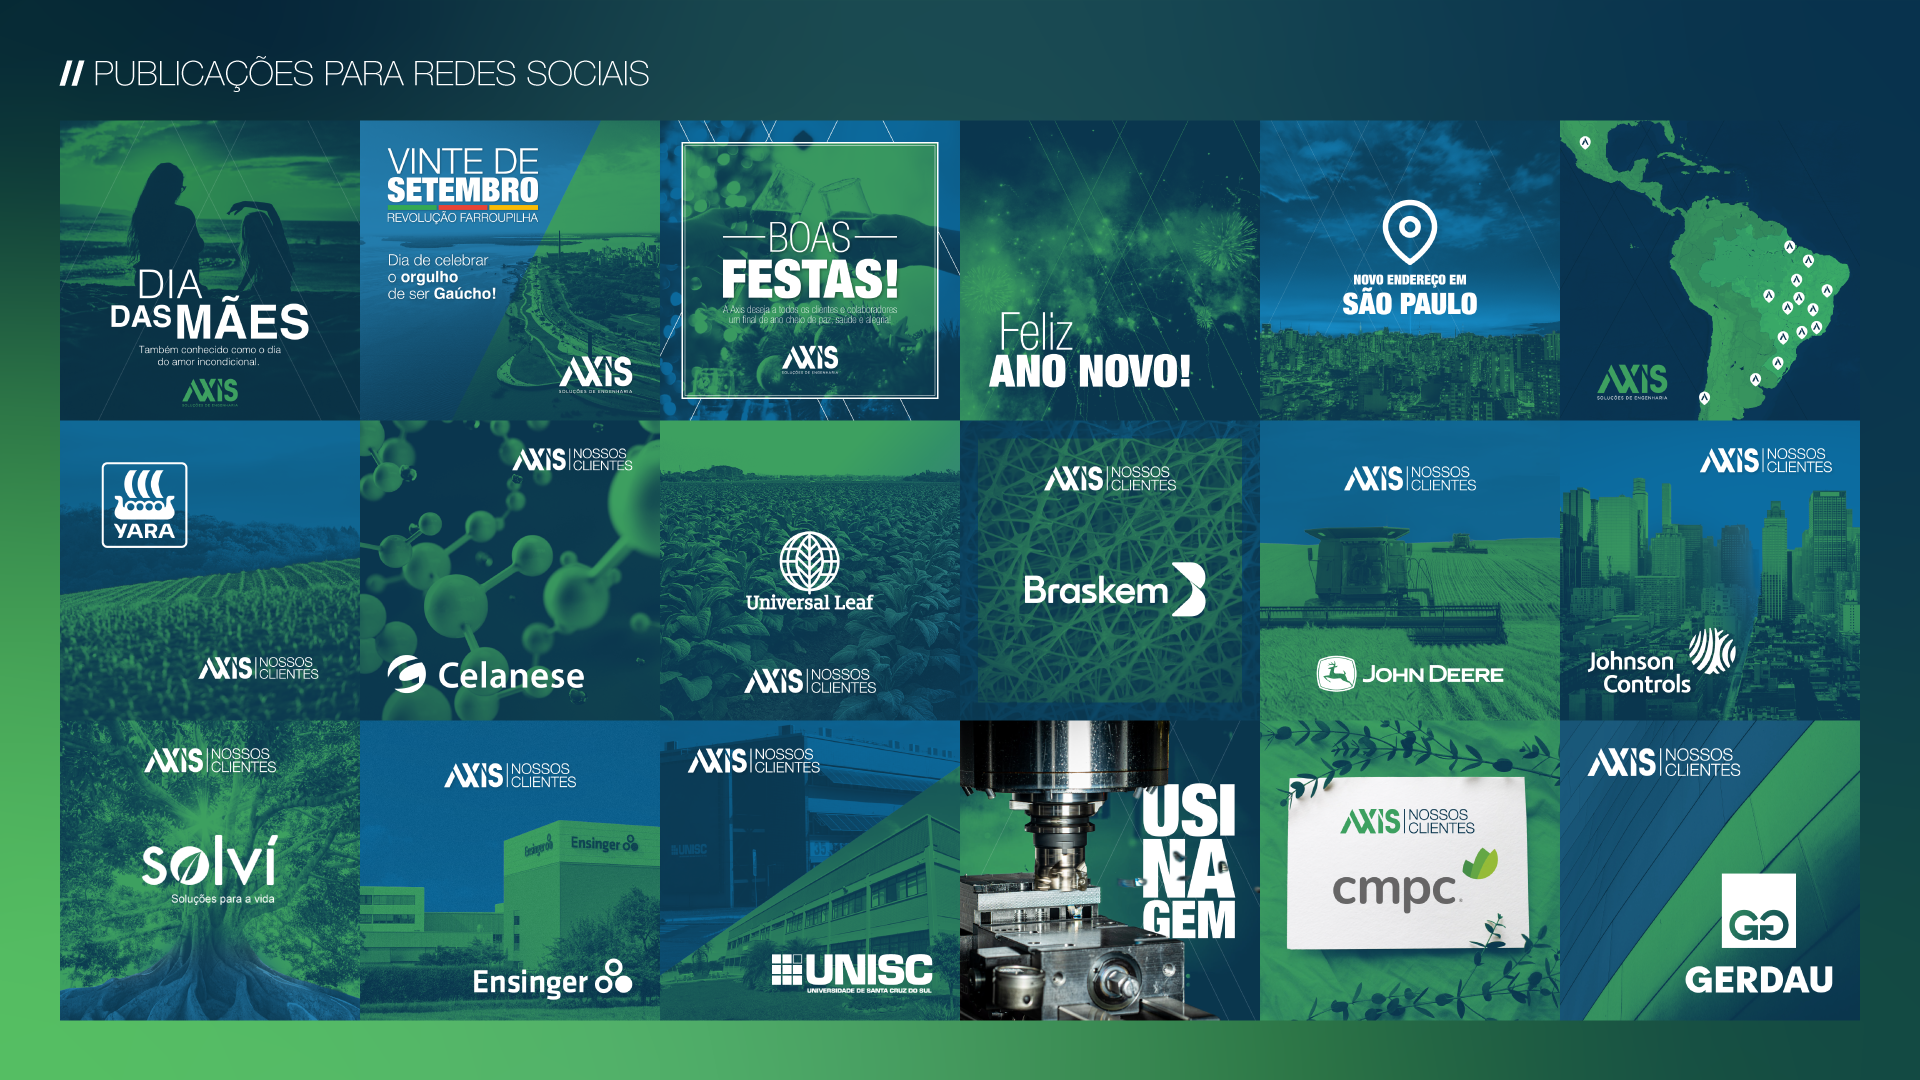 // PUBLICAÇÕES PARA REDES SOCIAIS
DIA
DAS MÃES
Também conhecido como o dia
do amor incondicional.
AXIS
SOLUÇÕES DE ENGENHARIA
VINTE DE
SETEMBRO
REVOLUÇÃO FARROUPILHA
Dia de celebrar
o orgulho
de ser Gaúcho!
AXIS
SOLUÇÕES DE ENGENHARIA
BOAS
FESTAS!
A Axis deseja a todos os clientes e colaboradores
um final de ano cheio de paz, saúde e alegria!
AXIS
SOLUÇÕES DE ENGENHARIA
Feliz
ANO NOVO!
NOVO ENDEREÇO EM
SÃO PAULO
AXIS
SOLUÇÕES DE ENGENHARIA
YARA
AXIS | NOSSOS
CLIENTES
AXIS | NOSSOS
CLIENTES
Celanese
Universal Leaf
AXIS | NOSSOS
CLIENTES
AXIS | NOSSOS
CLIENTES
Braskem
AXIS | NOSSOS
CLIENTES
JOHN DEERE
AXIS | NOSSOS
CLIENTES
Johnson
Controls
AXIS | NOSSOS
CLIENTES
solví
Soluções para a vida
AXIS | NOSSOS
CLIENTES
Ensinger
Ensinger
Ensinger
AXIS | NOSSOS
CLIENTES
UNISC
UNISC
UNIVERSIDADE DE SANTA CRUZ DO SUL
USI
NA
GEM
AXIS | NOSSOS
CLIENTES
cmpc
AXIS | NOSSOS
CLIENTES
GG
GERDAU